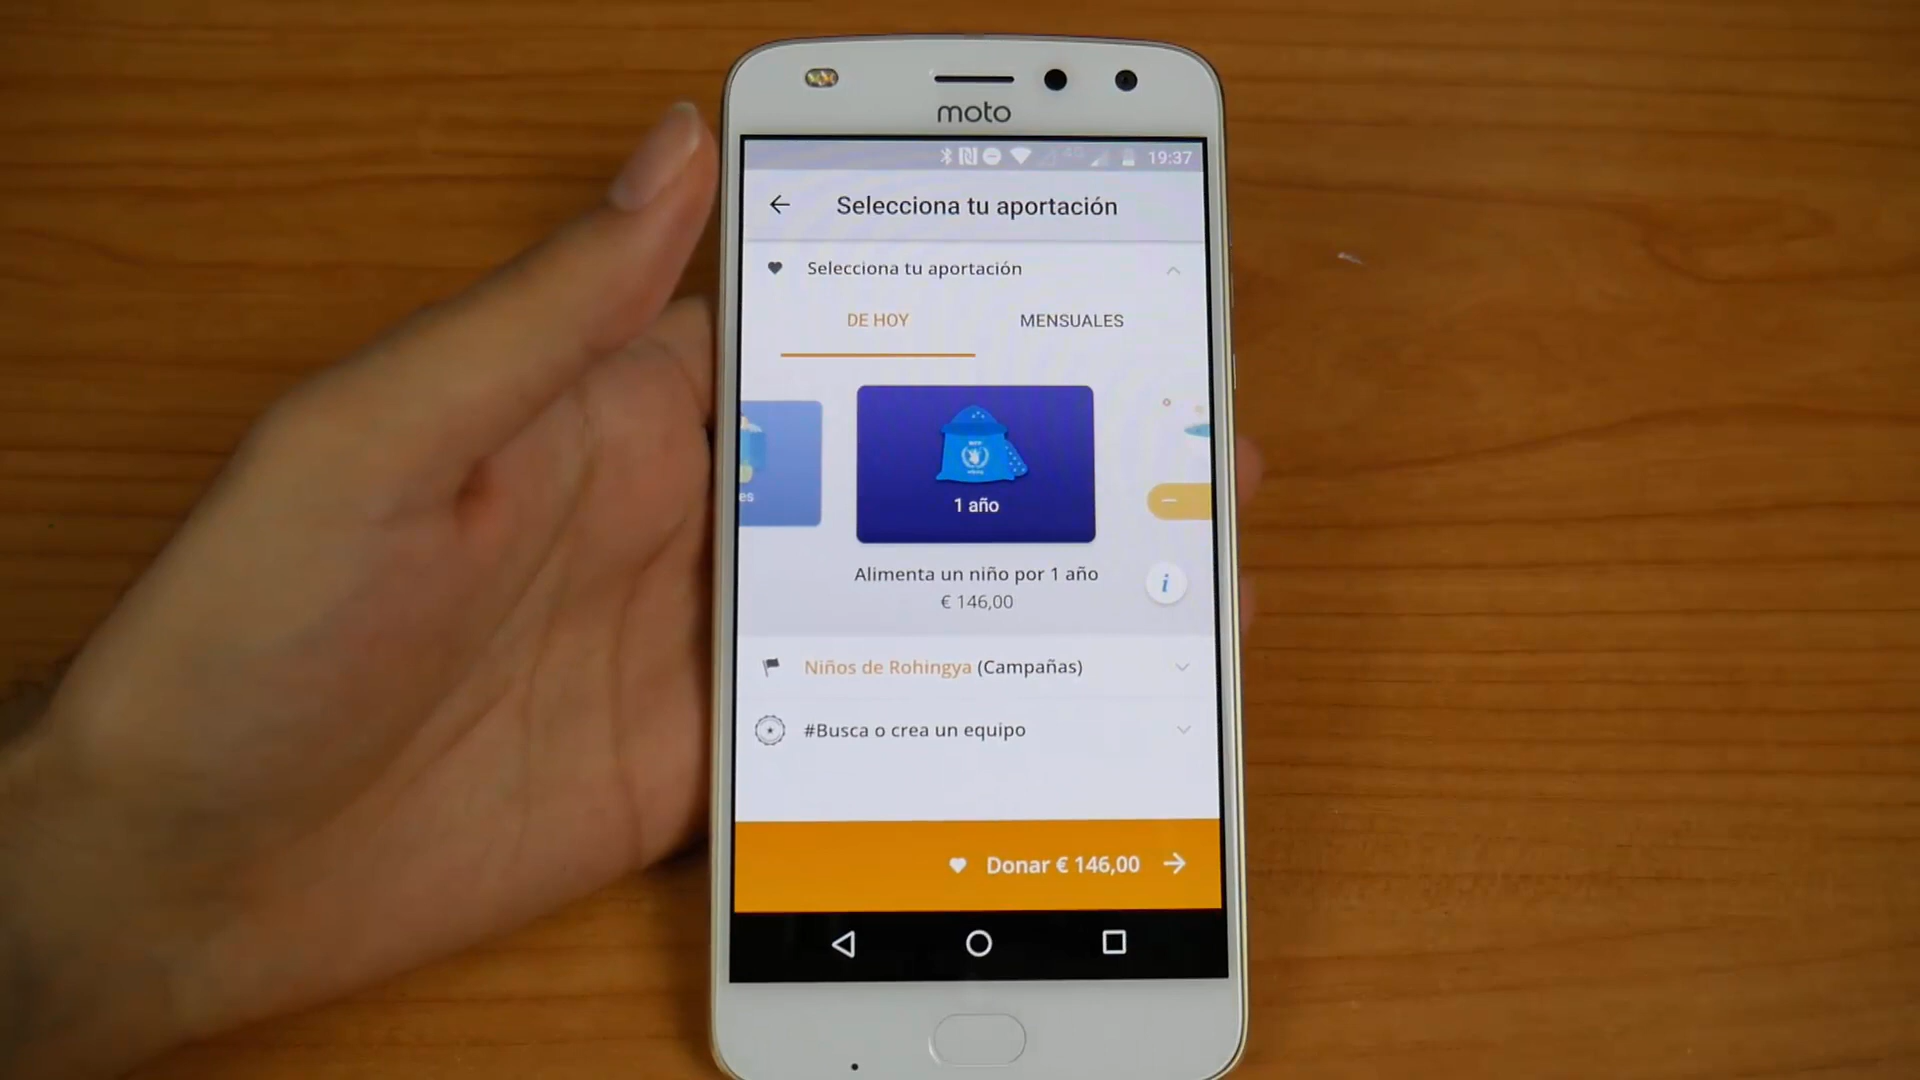 moto
19:37
Selecciona tu aportación
Selecciona tu aportación
DE HOY
MENSUALES
es
1 año
Alimenta un niño por 1 año
€ 146,00
i
Niños de Rohingya (Campañas)
#Busca o crea un equipo
Donar € 146,00